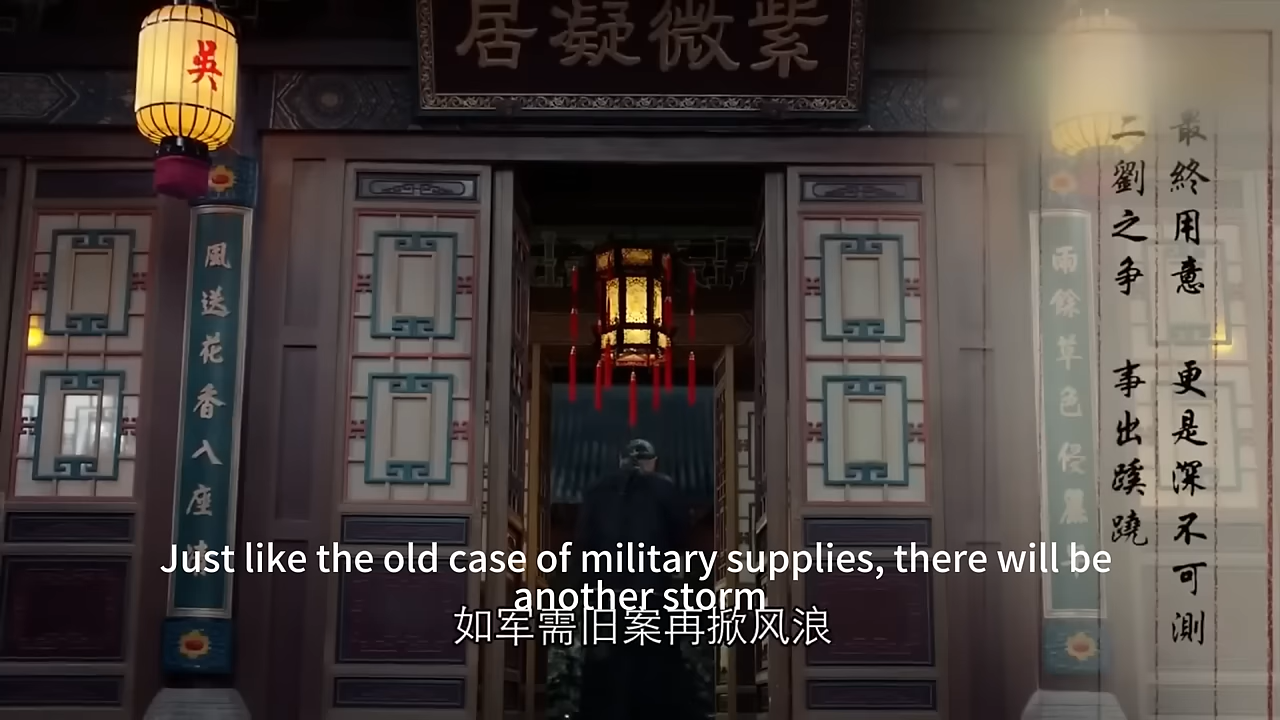 紫微凝居
吳
風送花香入座
雨餘草色侵簾
最終用意 更是深不可測
二劉之争 事出蹊蹺
Just like the old case of military supplies, there will be
another storm
如军需旧案再掀风浪